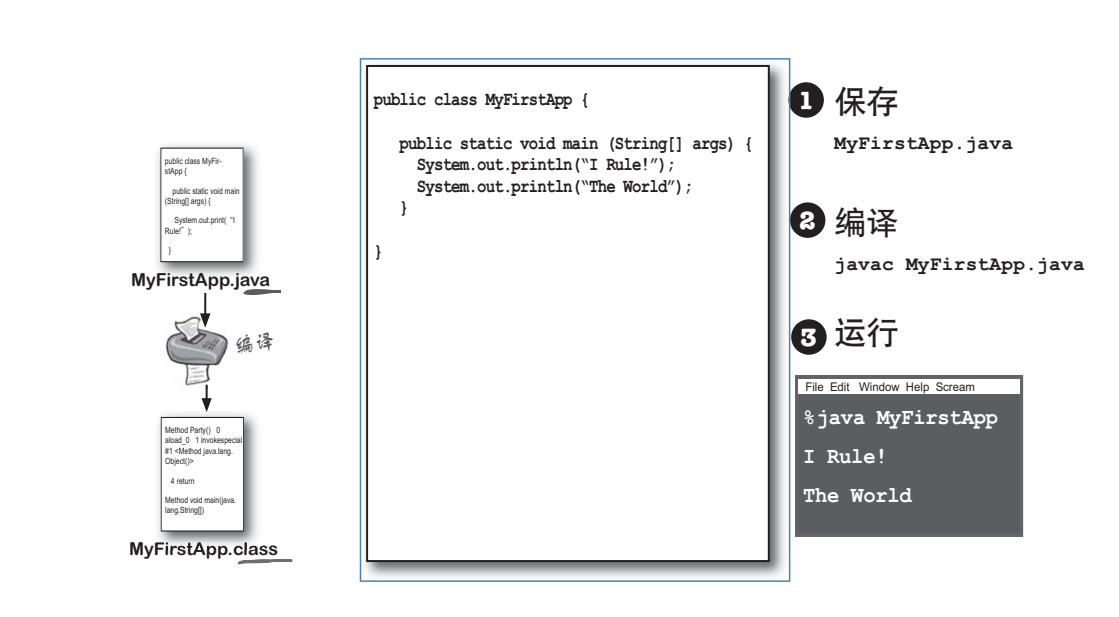 public class MyFir-
stApp {
public static void main
(String[] args) {
System.out.print( “I
Rule!” );
}
MyFirstApp.java
编译
Method Party() 0
aload_0 1 invokespecial
#1 <Method java.lang.
Object()>
4 return
Method void main(java.
lang.String[])
MyFirstApp.class
public class MyFirstApp {
public static void main (String[] args) {
System.out.println(“I Rule!”);
System.out.println(“The World”);
}
}
1 保存
MyFirstApp.java
2 编译
javac MyFirstApp.java
3 运行
File Edit Window Help Scream
%java MyFirstApp
I Rule!
The World